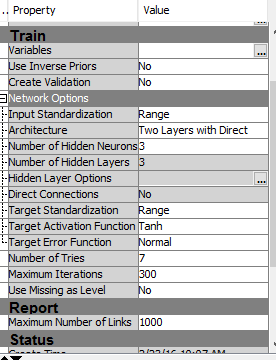 Property Value
Train
Variables ...
Use Inverse Priors No
Create Validation No
Network Options
Input Standardization Range
Architecture Two Layers with Direct
Number of Hidden Neurons 3
Number of Hidden Layers 3
Hidden Layer Options ...
Direct Connections No
Target Standardization Range
Target Activation Function Tanh
Target Error Function Normal
Number of Tries 7
Maximum Iterations 300
Use Missing as Level No
Report
Maximum Number of Links 1000
Status
Create Time